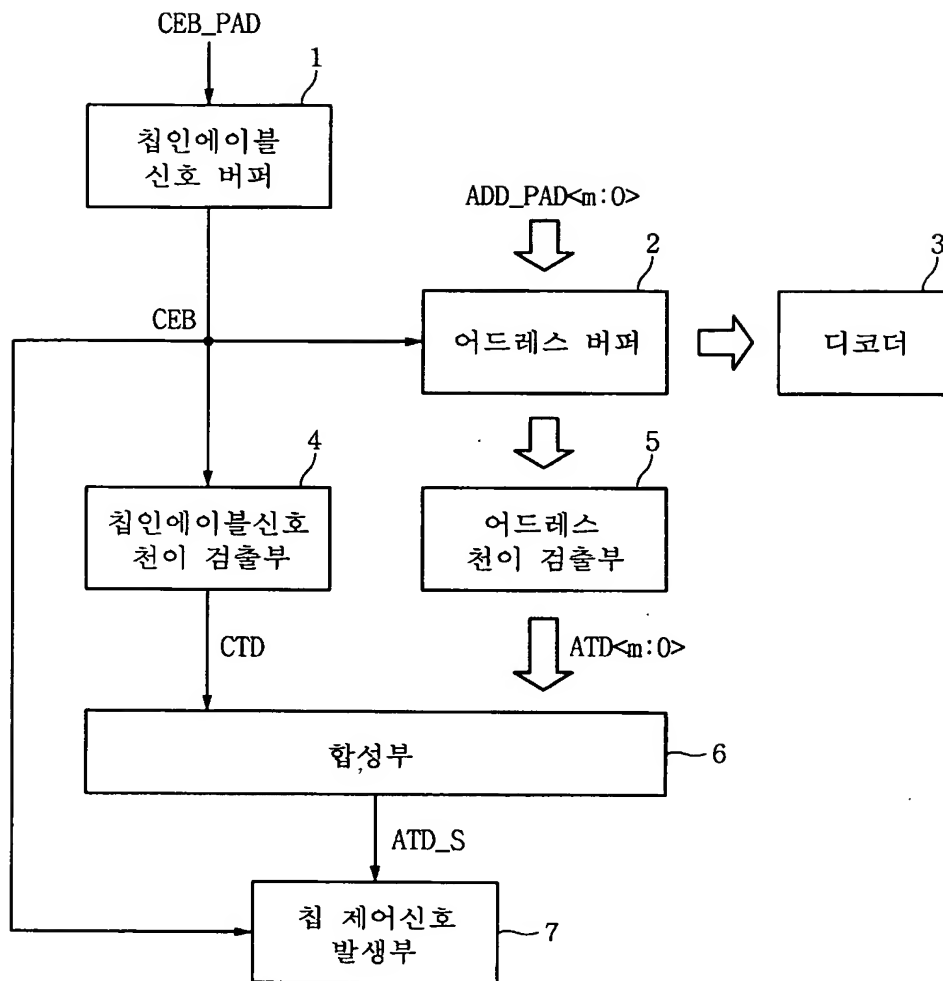 CEB_PAD
1
칩인에이블
신호 버퍼
ADD_PAD<m:0>
2
3
CEB
어드레스 버퍼
디코더
4
5
칩인에이블신호
천이 검출부
어드레스
천이 검출부
CTD
ATD<m:0>
합성부
6
ATD_S
칩 제어신호
발생부
7